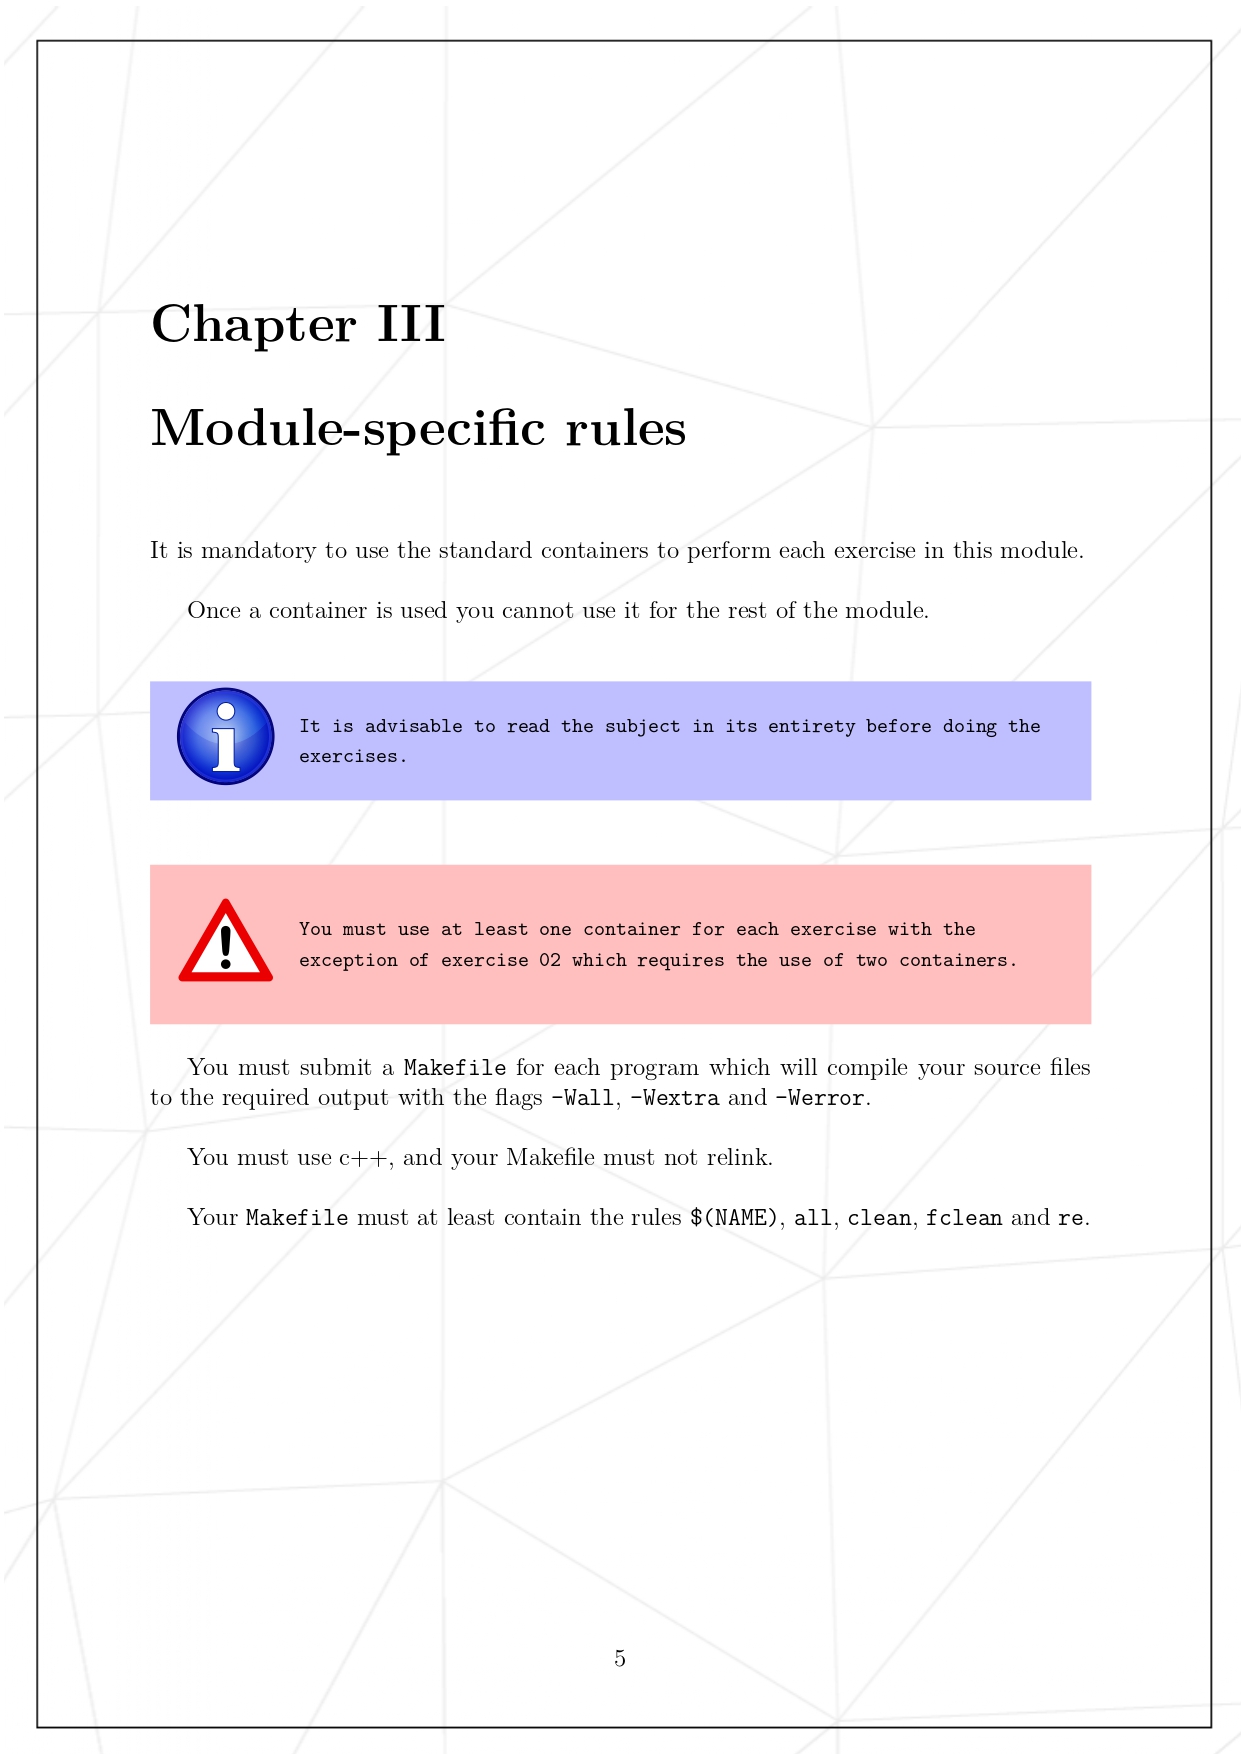 Chapter III
Module-specific rules
It is mandatory to use the standard containers to perform each exercise in this module.
Once a container is used you cannot use it for the rest of the module.
It is advisable to read the subject in its entirety before doing the
exercises.
You must use at least one container for each exercise with the
exception of exercise 02 which requires the use of two containers.
You must submit a Makefile for each program which will compile your source files
to the required output with the flags -Wall, -Wextra and -Werror.
You must use c++, and your Makefile must not relink.
Your Makefile must at least contain the rules $(NAME), all, clean, fclean and re.
5